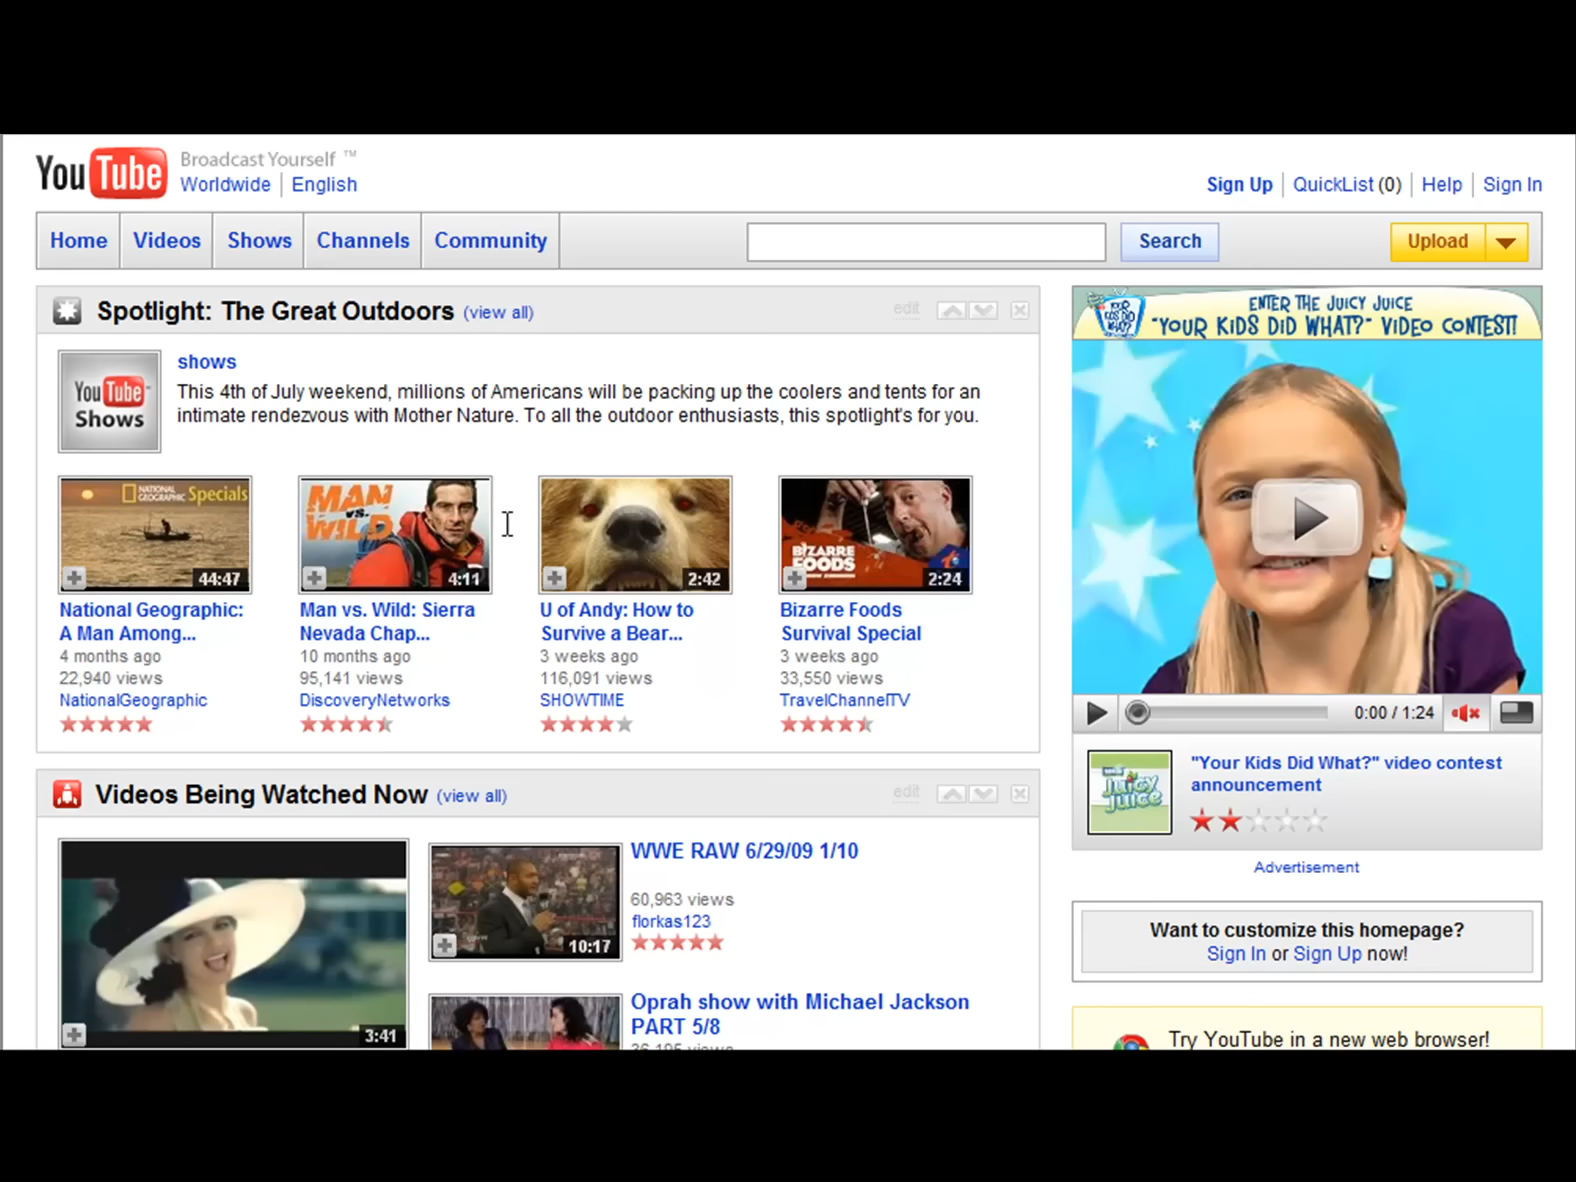 YouTube Broadcast Yourself ™
Worldwide | English
Sign Up | QuickList (0) | Help | Sign In
Home
Videos
Shows
Channels
Community
Search
Upload
Spotlight: The Great Outdoors (view all)
edit
YouTube
Shows
shows
This 4th of July weekend, millions of Americans will be packing up the coolers and tents for an
intimate rendezvous with Mother Nature. To all the outdoor enthusiasts, this spotlight's for you.
NATIONAL GEOGRAPHIC Specials
44:47
National Geographic:
A Man Among...
4 months ago
22,940 views
NationalGeographic
MAN
vs.
WILD
4:11
Man vs. Wild: Sierra
Nevada Chap...
10 months ago
95,141 views
DiscoveryNetworks
2:42
U of Andy: How to
Survive a Bear...
3 weeks ago
116,091 views
SHOWTIME
BIZARRE
FOODS
2:24
Bizarre Foods
Survival Special
3 weeks ago
33,550 views
TravelChannelTV
Videos Being Watched Now (view all)
edit
3:41
10:17
WWE RAW 6/29/09 1/10
60,963 views
florkas123
Oprah show with Michael Jackson
PART 5/8
36,195 views
YOUR KIDS DID WHAT?
ENTER THE JUICY JUICE
"YOUR KIDS DID WHAT?" VIDEO CONTEST!
0:00 / 1:24
Juicy
Juice
"Your Kids Did What?" video contest
announcement
Advertisement
Want to customize this homepage?
Sign In or Sign Up now!
Try YouTube in a new web browser!